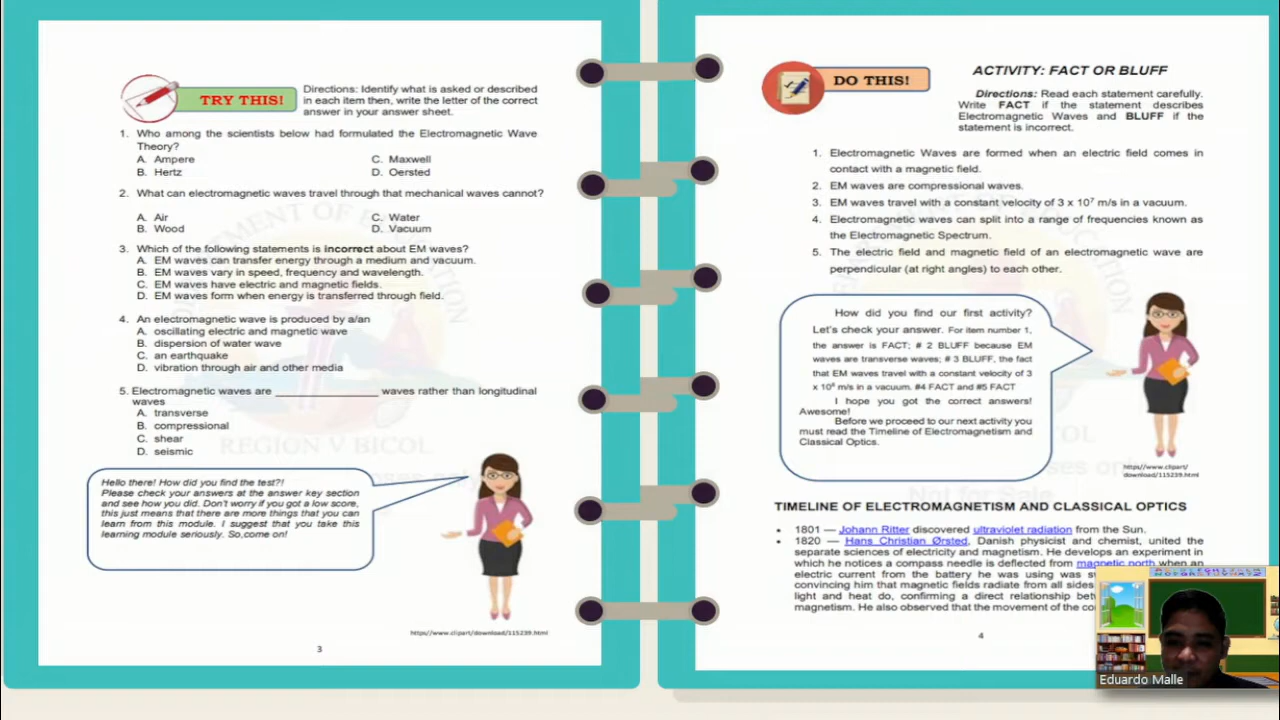 TRY THIS!
Directions: Identify what is asked or described
in each item then, write the letter of the correct
answer in your answer sheet.
1. Who among the scientists below had formulated the Electromagnetic Wave
Theory?
A. Ampere C. Maxwell
B. Hertz D. Oersted
2. What can electromagnetic waves travel through that mechanical waves cannot?
A. Air C. Water
B. Wood D. Vacuum
3. Which of the following statements is incorrect about EM waves?
A. EM waves can transfer energy through a medium and vacuum.
B. EM waves vary in speed, frequency and wavelength.
C. EM waves have electric and magnetic fields.
D. EM waves form when energy is transferred through field.
4. An electromagnetic wave is produced by a/an
A. oscillating electric and magnetic wave
B. dispersion of water wave
C. an earthquake
D. vibration through air and other media
5. Electromagnetic waves are _________________ waves rather than longitudinal
waves
A. transverse
B. compressional
C. shear
D. seismic
REGION V BICOL
Hello there! How did you find the test?!
Please check your answers at the answer key section
and see how you did. Don't worry if you got a low score,
this just means that there are more things that you can
learn from this module. I suggest that you take this
learning module seriously. So,come on!
https//www.clipart/download/115239.html
3
DO THIS!
ACTIVITY: FACT OR BLUFF
Directions: Read each statement carefully.
Write FACT if the statement describes
Electromagnetic Waves and BLUFF if the
statement is incorrect.
1. Electromagnetic Waves are formed when an electric field comes in
contact with a magnetic field.
2. EM waves are compressional waves.
3. EM waves travel with a constant velocity of 3 x 10⁷ m/s in a vacuum.
4. Electromagnetic waves can split into a range of frequencies known as
the Electromagnetic Spectrum.
5. The electric field and magnetic field of an electromagnetic wave are
perpendicular (at right angles) to each other.
How did you find our first activity?
Let's check your answer. For item number 1,
the answer is FACT; # 2 BLUFF because EM
waves are transverse waves; # 3 BLUFF, the fact
that EM waves travel with a constant velocity of 3
x 10⁸ m/s in a vacuum. #4 FACT and #5 FACT
I hope you got the correct answers!
Awesome!
Before we proceed to our next activity you
must read the Timeline of Electromagnetism and
Classical Optics.
https//www.clipart/
download/115239.html
Not for Sale
TIMELINE OF ELECTROMAGNETISM AND CLASSICAL OPTICS
• 1801 — Johann Ritter discovered ultraviolet radiation from the Sun.
• 1820 — Hans Christian Ørsted, Danish physicist and chemist, united the
separate sciences of electricity and magnetism. He develops an experiment in
which he notices a compass needle is deflected from magnetic north when an
electric current from the battery he was using was
convincing him that magnetic fields radiate from all sides
light and heat do, confirming a direct relationship
magnetism. He also observed that the movement of the
4
Eduardo Malle